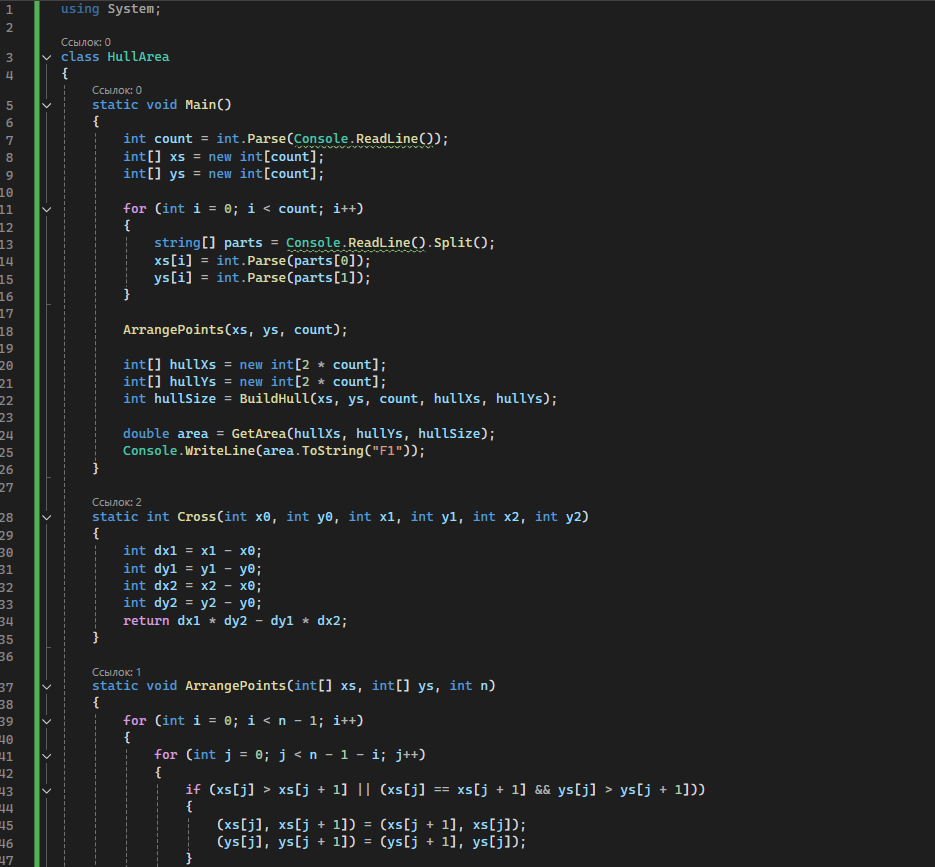 1 using System;
2
Ссылок: 0
3 class HullArea
4 {
Ссылок: 0
5 static void Main()
6 {
7 int count = int.Parse(Console.ReadLine());
8 int[] xs = new int[count];
9 int[] ys = new int[count];
10
11 for (int i = 0; i < count; i++)
12 {
13 string[] parts = Console.ReadLine().Split();
14 xs[i] = int.Parse(parts[0]);
15 ys[i] = int.Parse(parts[1]);
16 }
17
18 ArrangePoints(xs, ys, count);
19
20 int[] hullXs = new int[2 * count];
21 int[] hullYs = new int[2 * count];
22 int hullSize = BuildHull(xs, ys, count, hullXs, hullYs);
23
24 double area = GetArea(hullXs, hullYs, hullSize);
25 Console.WriteLine(area.ToString("F1"));
26 }
27
Ссылок: 2
28 static int Cross(int x0, int y0, int x1, int y1, int x2, int y2)
29 {
30 int dx1 = x1 - x0;
31 int dy1 = y1 - y0;
32 int dx2 = x2 - x0;
33 int dy2 = y2 - y0;
34 return dx1 * dy2 - dy1 * dx2;
35 }
36
Ссылок: 1
37 static void ArrangePoints(int[] xs, int[] ys, int n)
38 {
39 for (int i = 0; i < n - 1; i++)
40 {
41 for (int j = 0; j < n - 1 - i; j++)
42 {
43 if (xs[j] > xs[j + 1] || (xs[j] == xs[j + 1] && ys[j] > ys[j + 1]))
44 {
45 (xs[j], xs[j + 1]) = (xs[j + 1], xs[j]);
46 (ys[j], ys[j + 1]) = (ys[j + 1], ys[j]);
47 }